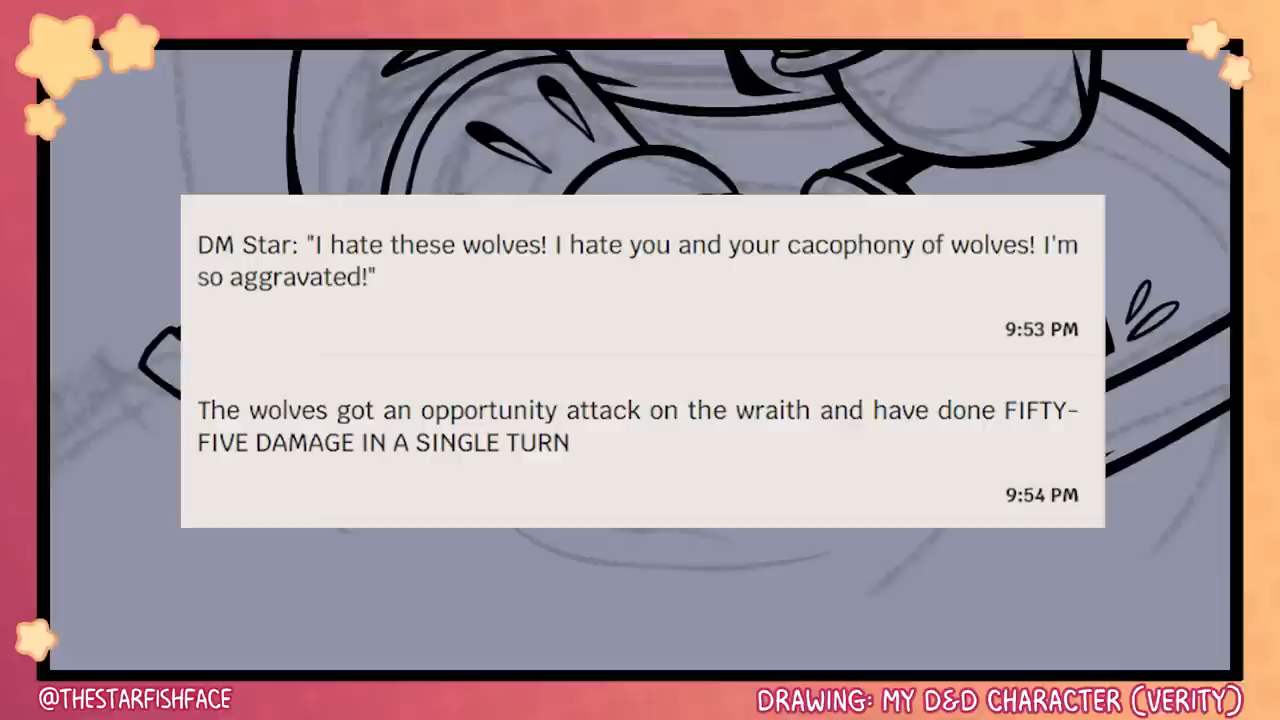 DM Star: "I hate these wolves! I hate you and your cacophony of wolves! I'm
so aggravated!"
9:53 PM
The wolves got an opportunity attack on the wraith and have done FIFTY-
FIVE DAMAGE IN A SINGLE TURN
9:54 PM
@THESTARFISHFACE
DRAWING: MY D&D CHARACTER (VERITY)